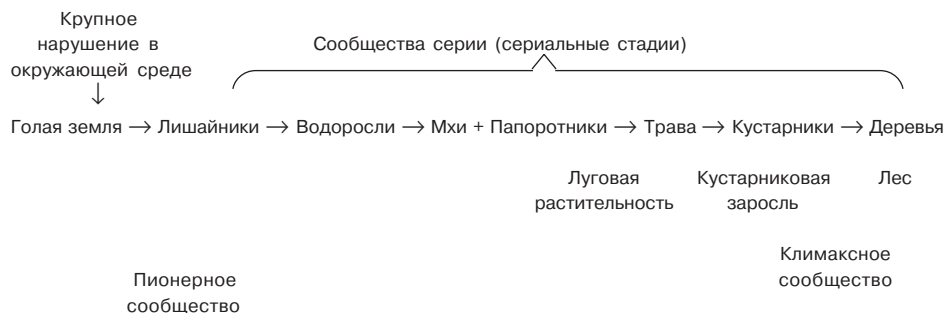 Крупное
нарушение в
окружающей среде
Сообщества серии (сериальные стадии)
Голая земля → Лишайники → Водоросли → Мхи + Папоротники → Трава → Кустарники → Деревья
Луговая
растительность
Кустарниковая
заросль
Лес
Климаксное
сообщество
Пионерное
сообщество